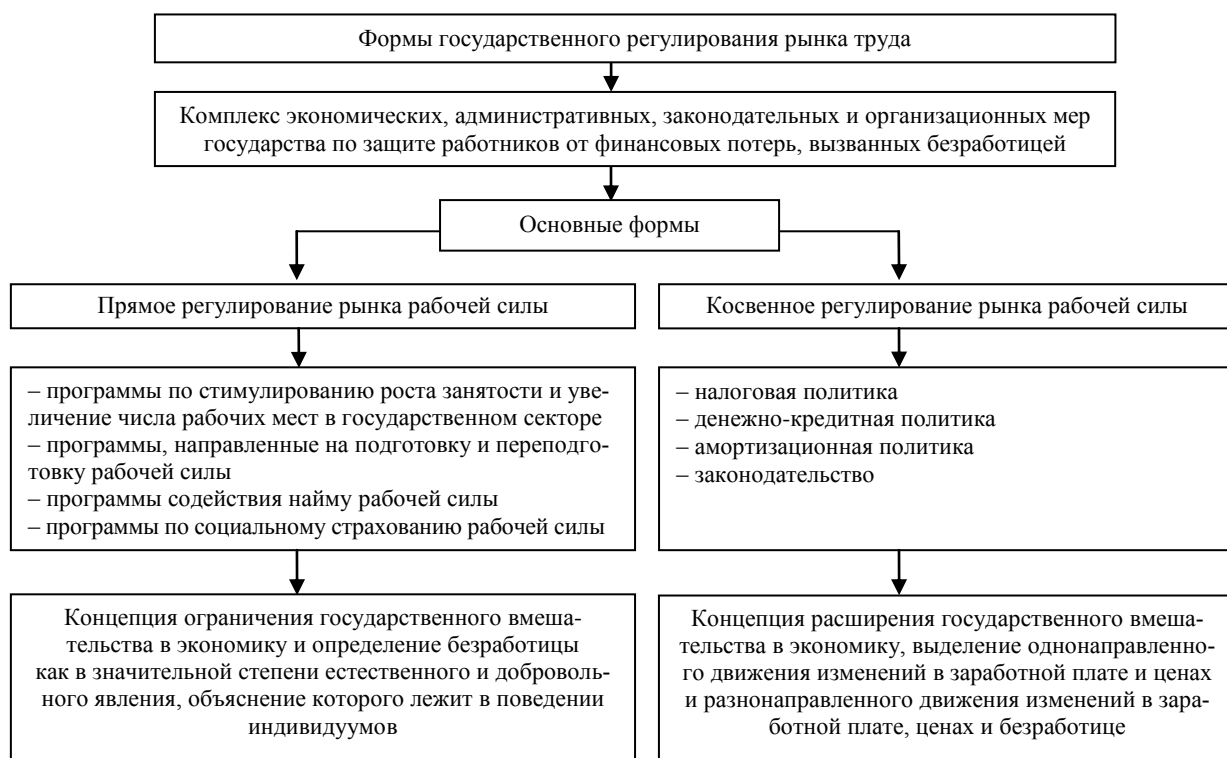 Формы государственного регулирования рынка труда
Комплекс экономических, административных, законодательных и организационных мер
государства по защите работников от финансовых потерь, вызванных безработицей
Основные формы
Прямое регулирование рынка рабочей силы
– программы по стимулированию роста занятости и уве-
личение числа рабочих мест в государственном секторе
– программы, направленные на подготовку и переподго-
товку рабочей силы
– программы содействия найму рабочей силы
– программы по социальному страхованию рабочей силы
Концепция ограничения государственного вмеша-
тельства в экономику и определение безработицы
как в значительной степени естественного и доброволь-
ного явления, объяснение которого лежит в поведении
индивидуумов
Косвенное регулирование рынка рабочей силы
– налоговая политика
– денежно-кредитная политика
– амортизационная политика
– законодательство
Концепция расширения государственного вмеша-
тельства в экономику, выделение однонаправленно-
го движения изменений в заработной плате и ценах
и разнонаправленного движения изменений в зара-
ботной плате, ценах и безработице